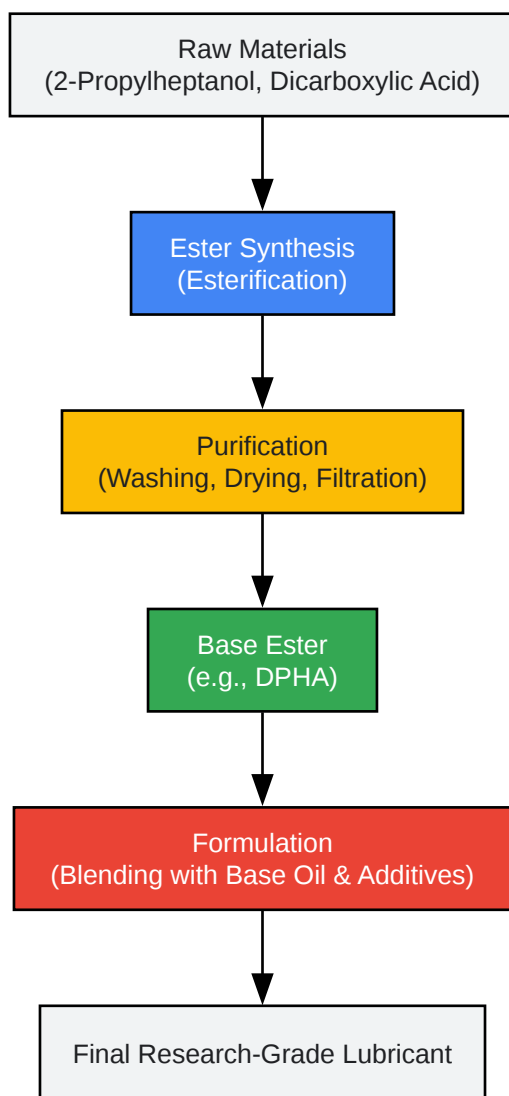 Raw Materials
(2-Propylheptanol, Dicarboxylic Acid)
Ester Synthesis
(Esterification)
Purification
(Washing, Drying, Filtration)
Base Ester
(e.g., DPHA)
Formulation
(Blending with Base Oil & Additives)
Final Research-Grade Lubricant